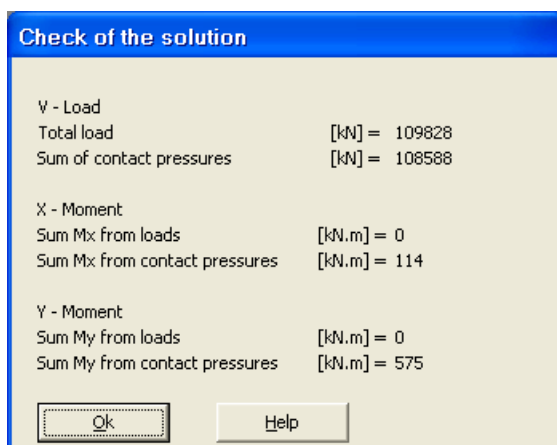 Check of the solution
V - Load
Total load [kN] = 109828
Sum of contact pressures [kN] = 108588
X - Moment
Sum Mx from loads [kN.m] = 0
Sum Mx from contact pressures [kN.m] = 114
Y - Moment
Sum My from loads [kN.m] = 0
Sum My from contact pressures [kN.m] = 575
Ok Help